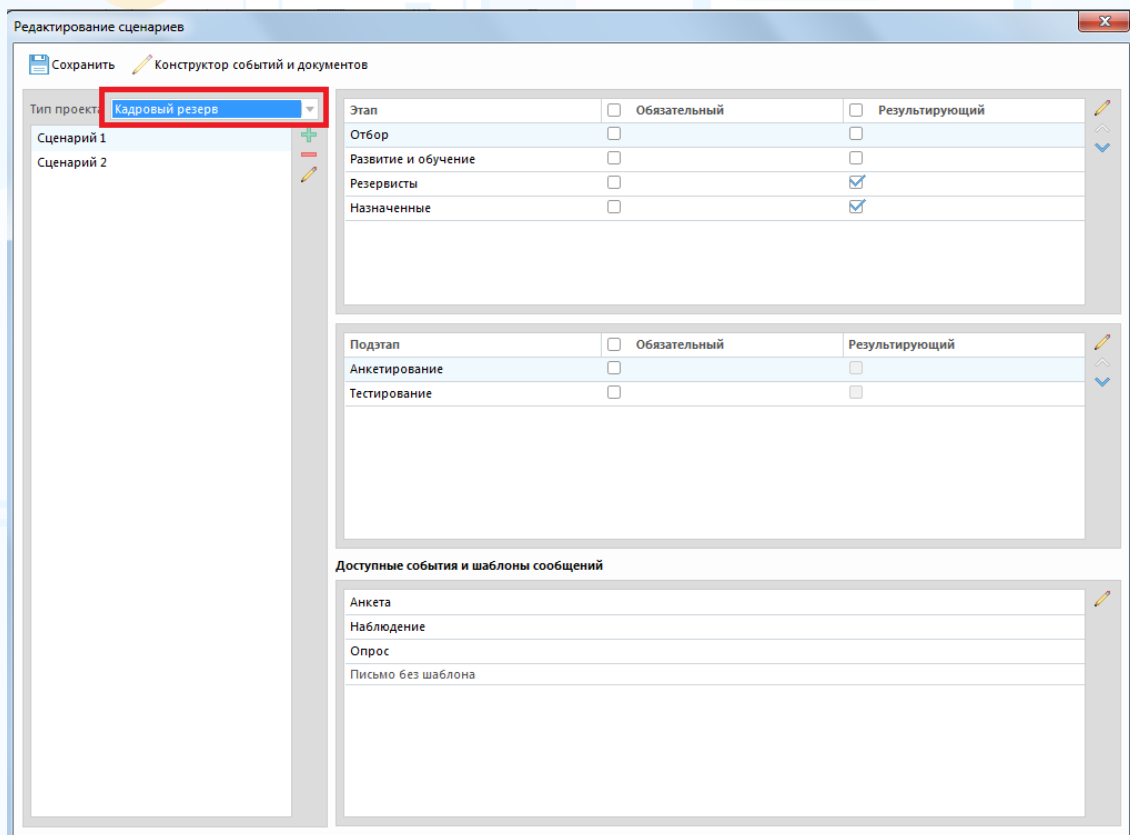 Редактирование сценариев
Сохранить Конструктор событий и документов
Тип проекта Кадровый резерв
Сценарий 1
Сценарий 2
Этап Обязательный Результирующий
Отбор
Развитие и обучение
Резервисты
Назначенные
Подэтап Обязательный Результирующий
Анкетирование
Тестирование
Доступные события и шаблоны сообщений
Анкета
Наблюдение
Опрос
Письмо без шаблона